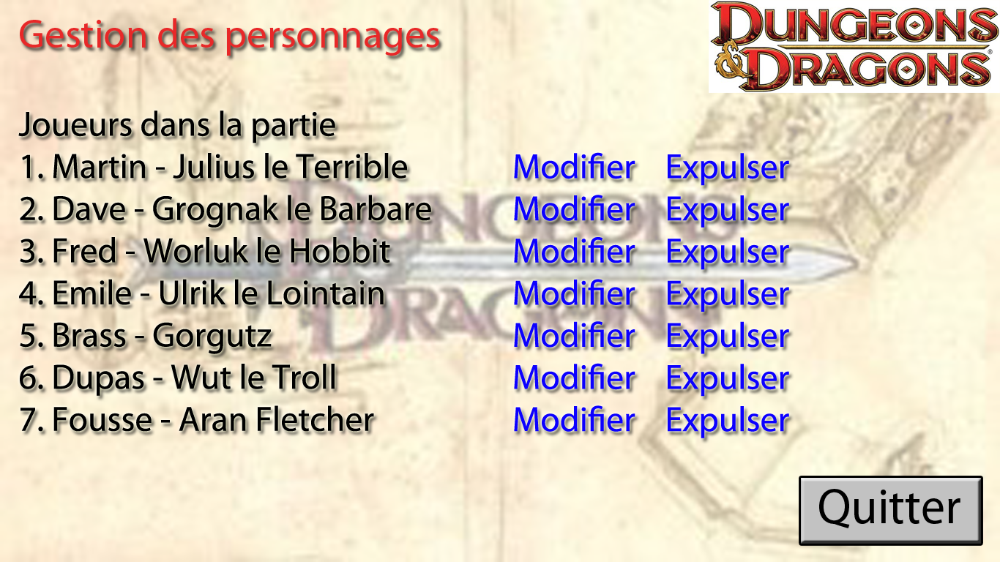 Gestion des personnages
DUNGEONS
& DRAGONS®
Joueurs dans la partie
1. Martin - Julius le Terrible Modifier Expulser
2. Dave - Grognak le Barbare Modifier Expulser
3. Fred - Worluk le Hobbit Modifier Expulser
4. Emile - Ulrik le Lointain Modifier Expulser
5. Brass - Gorgutz Modifier Expulser
6. Dupas - Wut le Troll Modifier Expulser
7. Fousse - Aran Fletcher Modifier Expulser
DUNGEONS
DRAGONS
Quitter